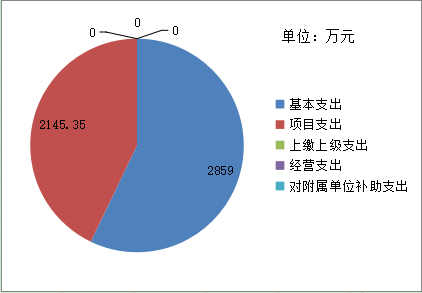 0
0
0
单位：万元
2145.35
2859
基本支出
项目支出
上缴上级支出
经营支出
对附属单位补助支出